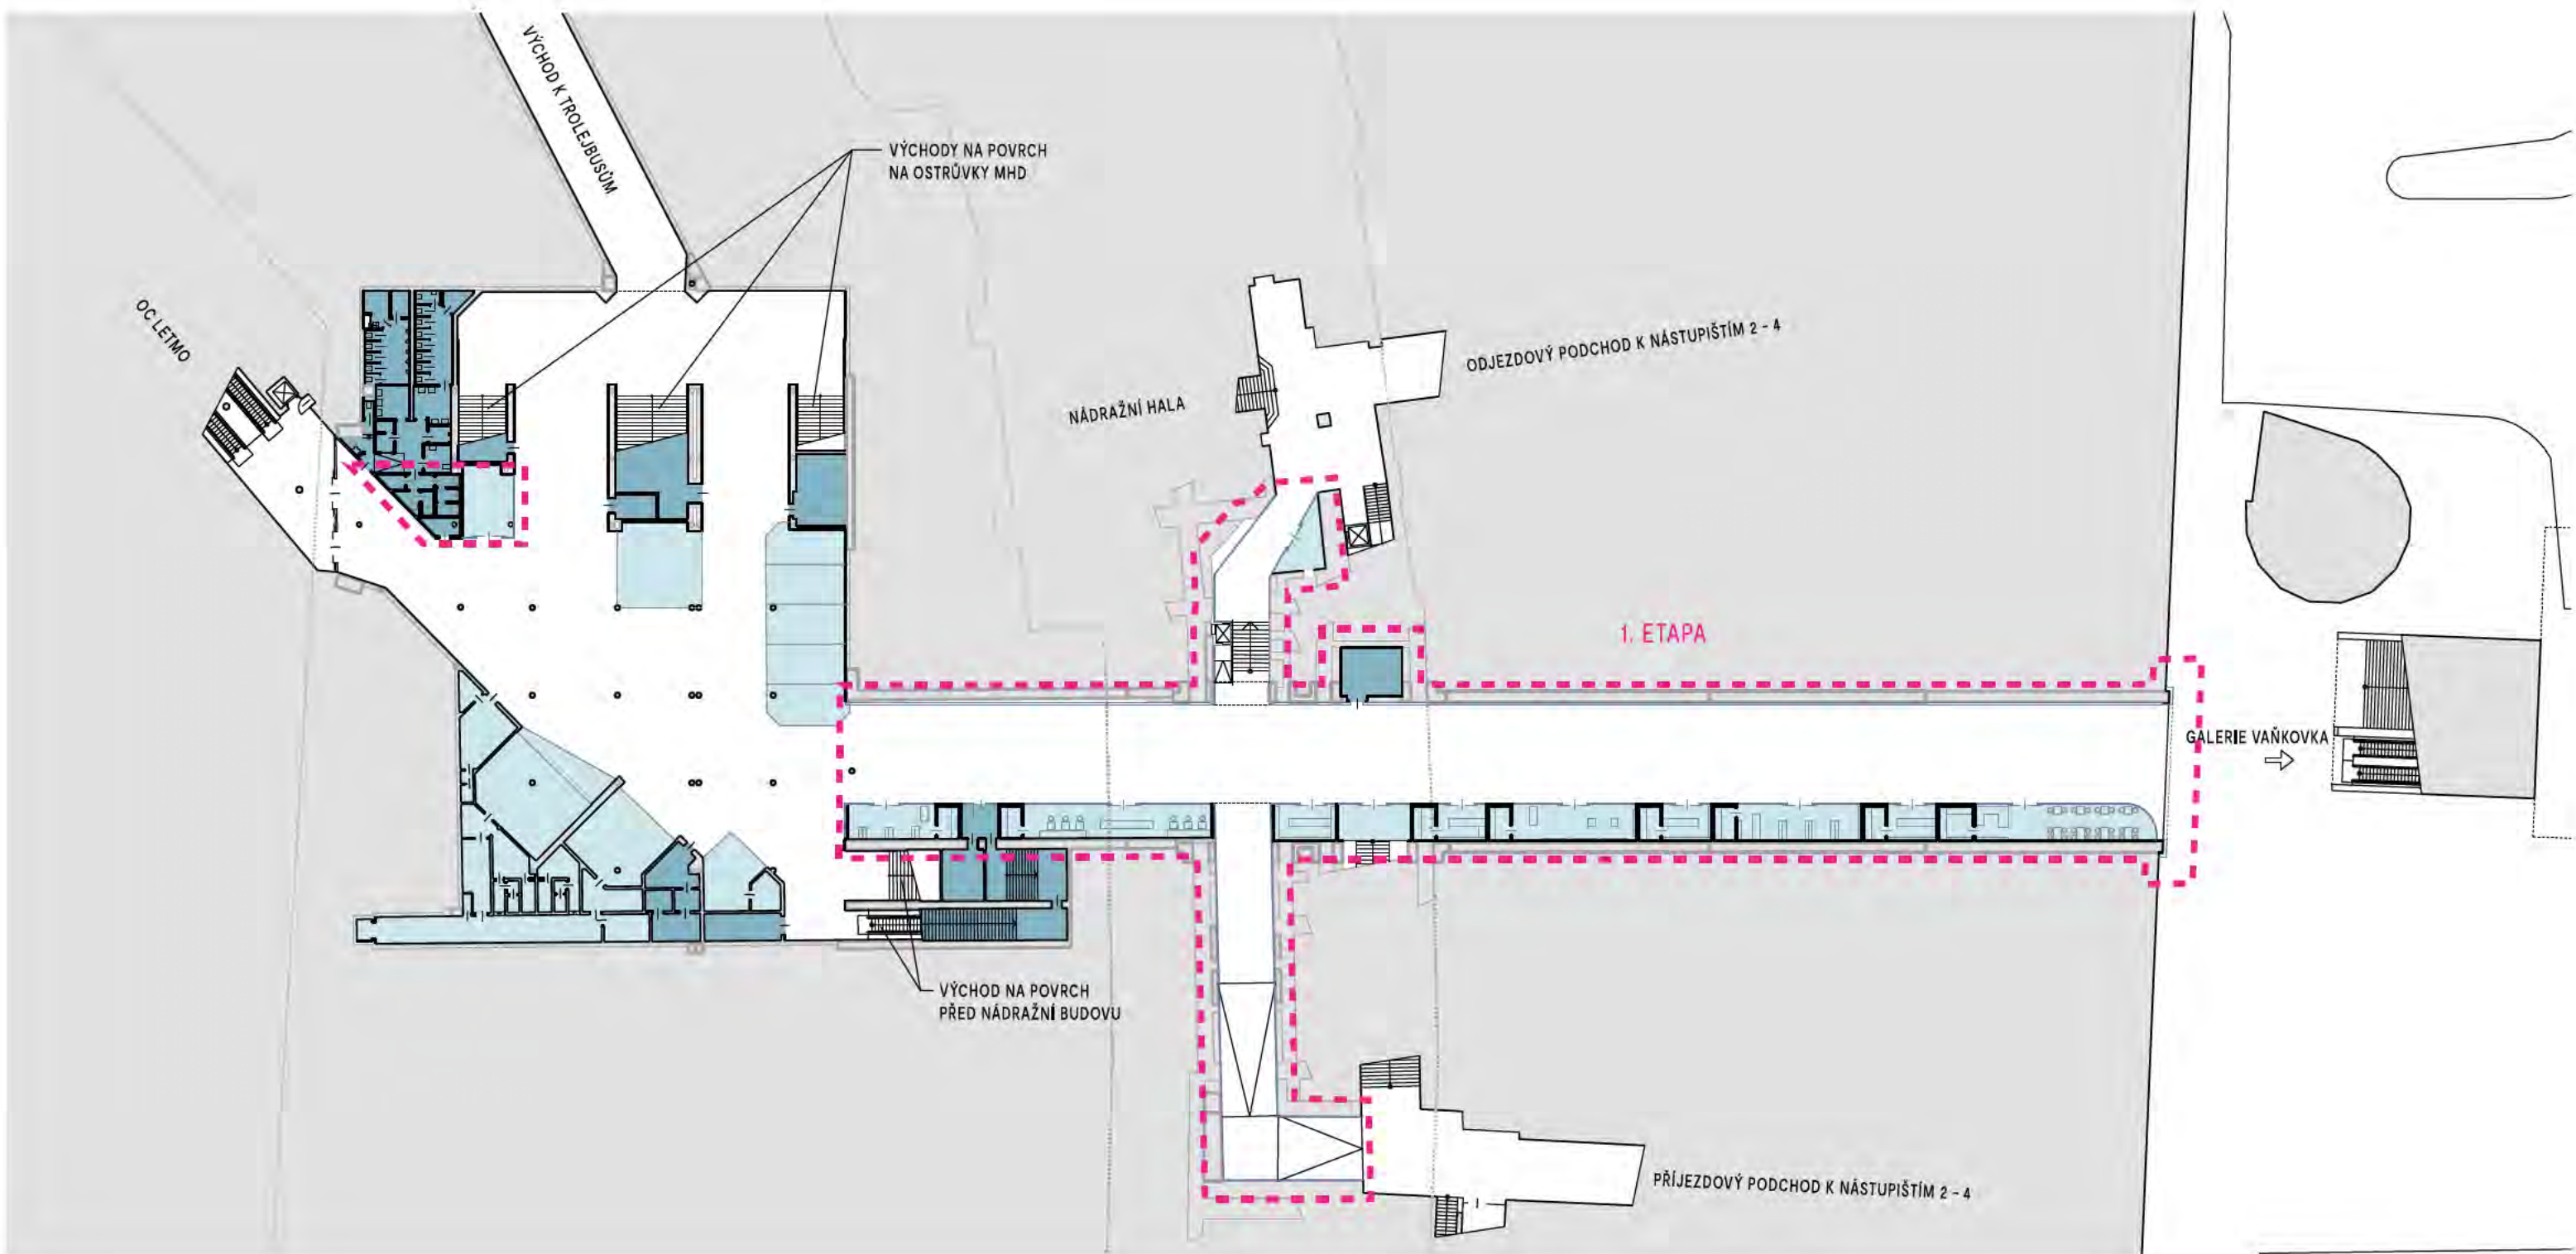 VÝCHOD K TROLEJBUSŮM
VÝCHODY NA POVRCH
NA OSTRŮVKY MHD
OC LETMO
ODJEZDOVÝ PODCHOD K NÁSTUPIŠTÍM 2 - 4
NÁDRAŽNÍ HALA
1. ETAPA
GALERIE VAŇKOVKA
VÝCHOD NA POVRCH
PŘED NÁDRAŽNÍ BUDOVU
PŘÍJEZDOVÝ PODCHOD K NÁSTUPIŠTÍM 2 - 4